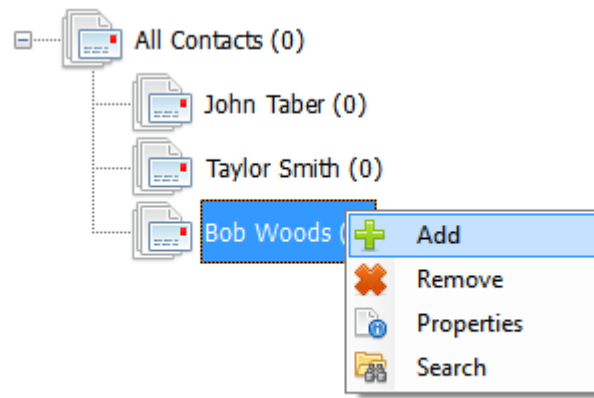 All Contacts (0)
John Taber (0)
Taylor Smith (0)
Bob Woods (
Add
Remove
Properties
Search